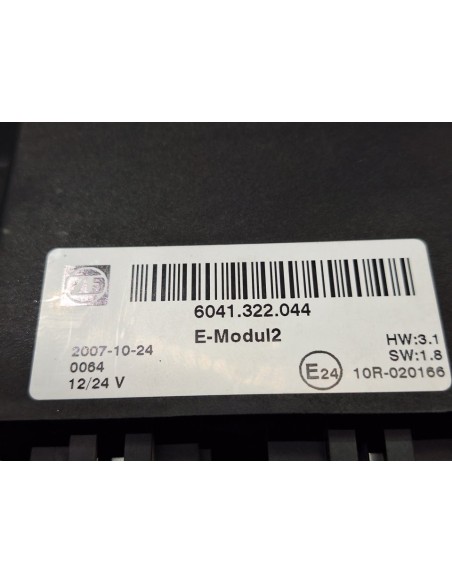 6041.322.044
E-Modul2
2007-10-24
0064
12/24 V
HW:3.1
SW:1.8
E24 10R-020166